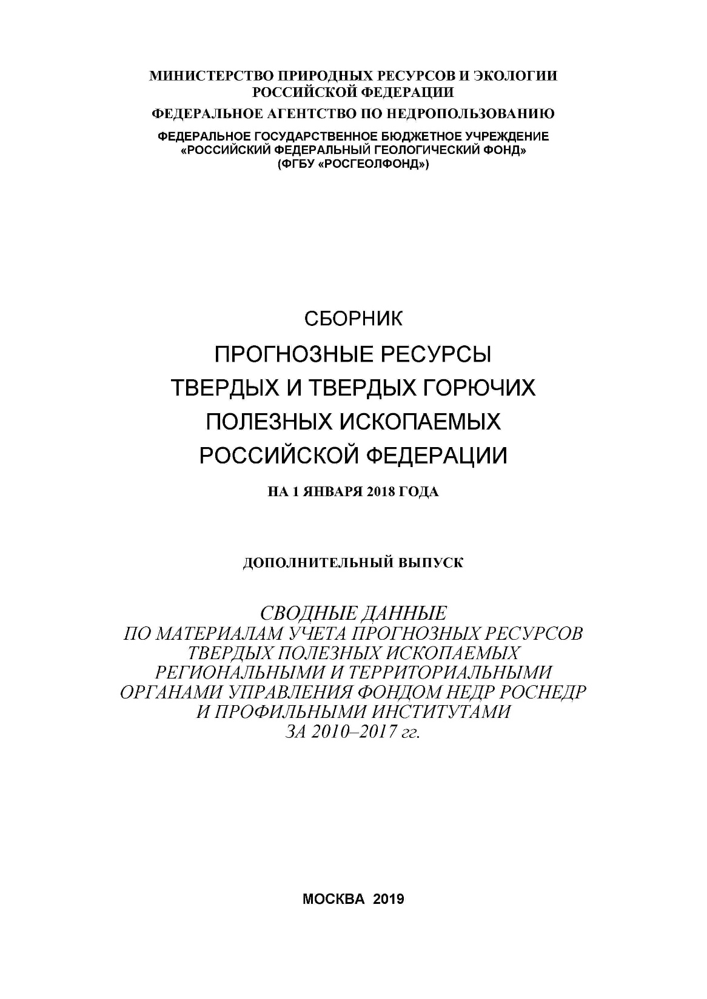 МИНИСТЕРСТВО ПРИРОДНЫХ РЕСУРСОВ И ЭКОЛОГИИ
РОССИЙСКОЙ ФЕДЕРАЦИИ
ФЕДЕРАЛЬНОЕ АГЕНТСТВО ПО НЕДРОПОЛЬЗОВАНИЮ
ФЕДЕРАЛЬНОЕ ГОСУДАРСТВЕННОЕ БЮДЖЕТНОЕ УЧРЕЖДЕНИЕ
«РОССИЙСКИЙ ФЕДЕРАЛЬНЫЙ ГЕОЛОГИЧЕСКИЙ ФОНД»
(ФГБУ «РОСГЕОЛФОНД»)
СБОРНИК
ПРОГНОЗНЫЕ РЕСУРСЫ
ТВЕРДЫХ И ТВЕРДЫХ ГОРЮЧИХ
ПОЛЕЗНЫХ ИСКОПАЕМЫХ
РОССИЙСКОЙ ФЕДЕРАЦИИ
НА 1 ЯНВАРЯ 2018 ГОДА
ДОПОЛНИТЕЛЬНЫЙ ВЫПУСК
СВОДНЫЕ ДАННЫЕ
ПО МАТЕРИАЛАМ УЧЕТА ПРОГНОЗНЫХ РЕСУРСОВ
ТВЕРДЫХ ПОЛЕЗНЫХ ИСКОПАЕМЫХ
РЕГИОНАЛЬНЫМИ И ТЕРРИТОРИАЛЬНЫМИ
ОРГАНАМИ УПРАВЛЕНИЯ ФОНДОМ НЕДР РОСНЕДР
И ПРОФИЛЬНЫМИ ИНСТИТУТАМИ
ЗА 2010–2017 гг.
МОСКВА 2019